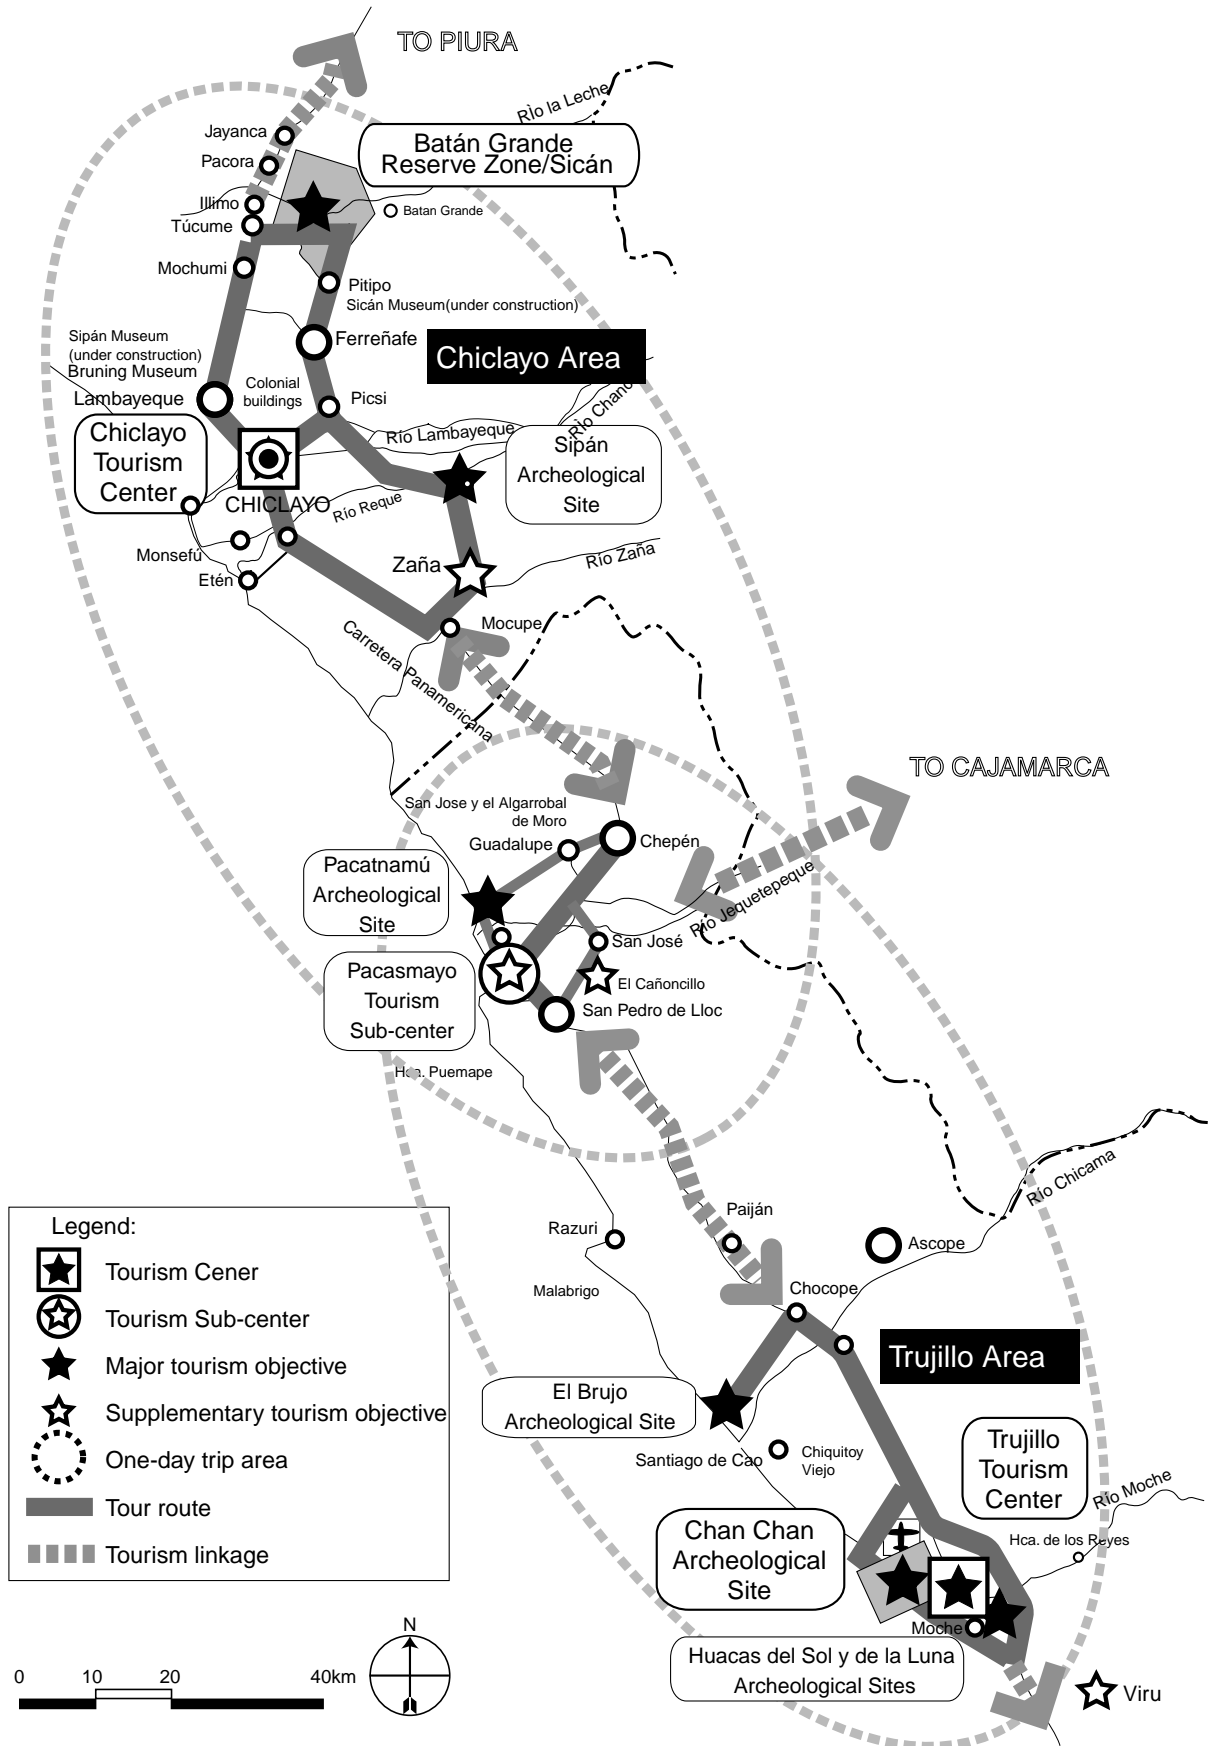 TO PIURA
Río la Leche
Jayanca
Batán Grande
Reserve Zone/Sicán
Pacora
Illimo
Batan Grande
Túcume
Mochumi
Pitipo
Sicán Museum(under construction)
Sipán Museum
(under construction)
Bruning Museum
Ferreñafe
Chiclayo Area
Lambayeque
Colonial
buildings
Picsi
Río Chano
Río Lambayeque
Chiclayo
Tourism
Center
Sipán
Archeological
Site
CHICLAYO
Río Reque
Monsefú
Etén
Zaña
Río Zaña
Mocupe
Carretera Panamericana
TO CAJAMARCA
San Jose y el Algarrobal
de Moro
Guadalupe
Chepén
Pacatnamú
Archeological
Site
Río Jequetepeque
San José
Pacasmayo
Tourism
Sub-center
El Cañoncillo
San Pedro de Lloc
Hca. Puemape
Río Chicama
Paiján
Razuri
Ascope
Malabrigo
Chocope
Trujillo Area
El Brujo
Archeological Site
Santiago de Cao
Chiquitoy
Viejo
Trujillo
Tourism
Center
Río Moche
Chan Chan
Archeological
Site
Hca. de los Reyes
Moche
Huacas del Sol y de la Luna
Archeological Sites
Viru
Legend:
Tourism Cener
Tourism Sub-center
Major tourism objective
Supplementary tourism objective
One-day trip area
Tour route
Tourism linkage
N
0 10 20 40km